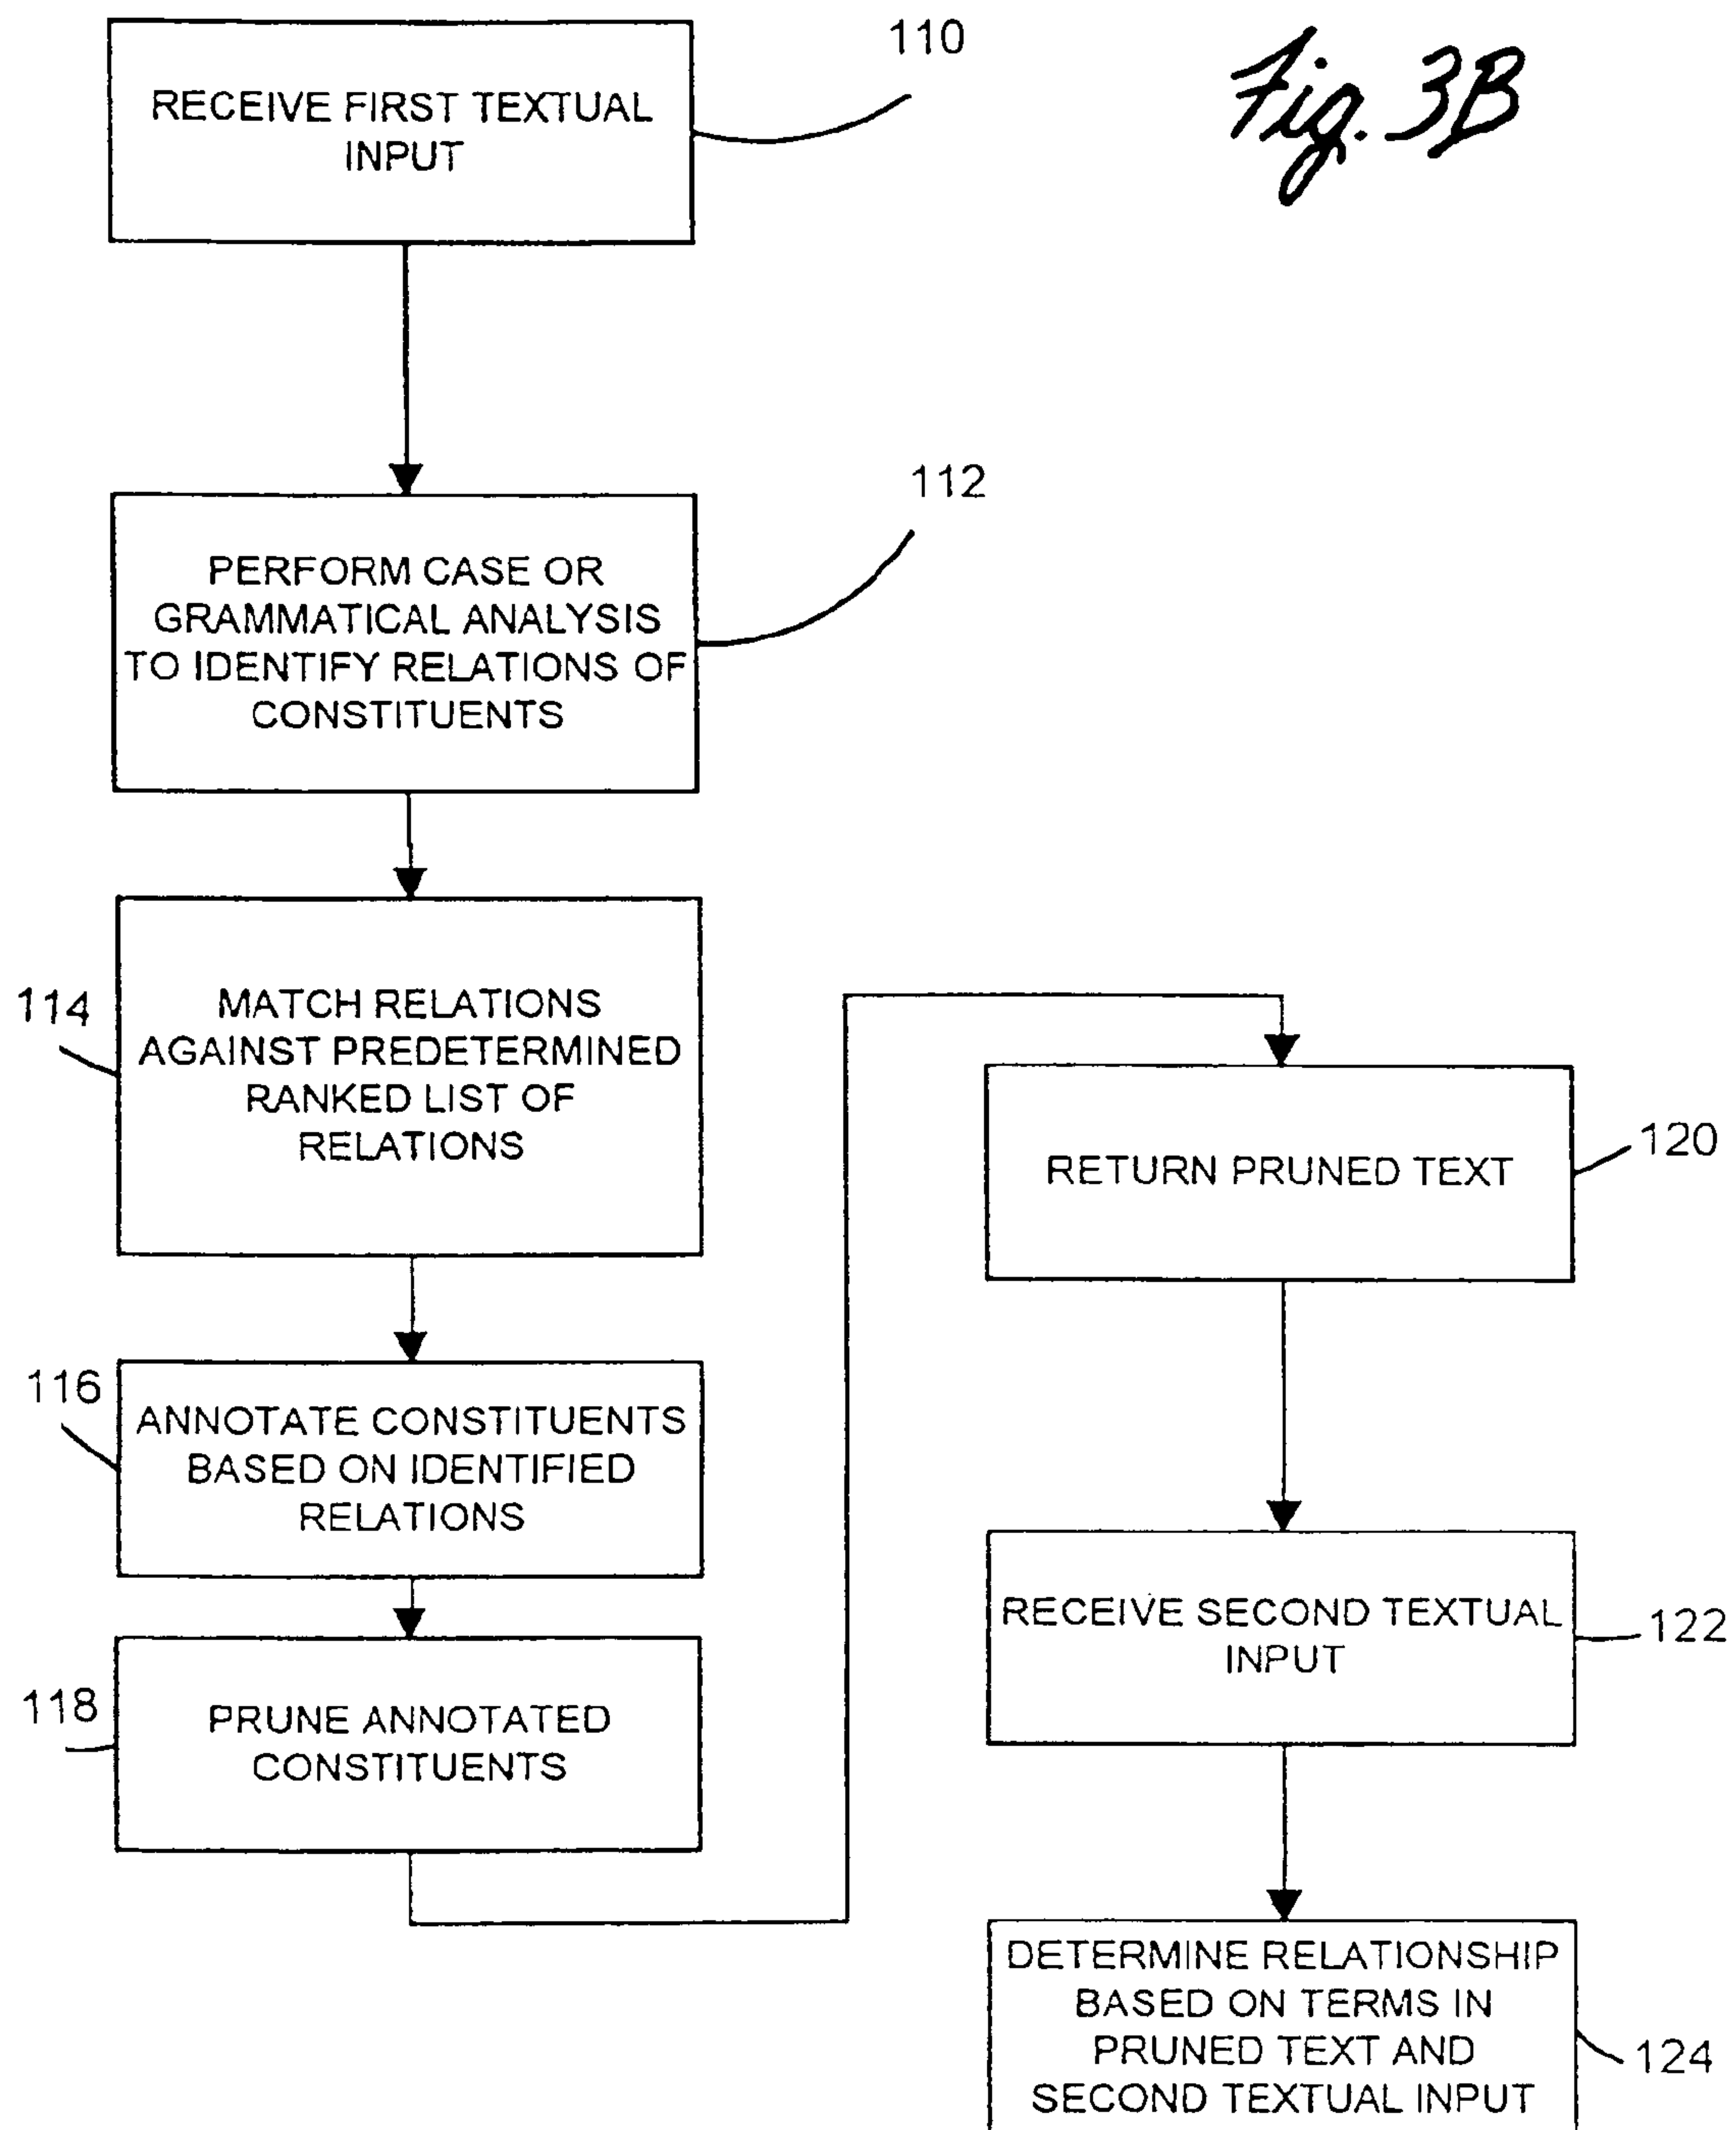 110
Fig. 3B
RECEIVE FIRST TEXTUAL
INPUT
112
PERFORM CASE OR
GRAMMATICAL ANALYSIS
TO IDENTIFY RELATIONS OF
CONSTITUENTS
114
MATCH RELATIONS
AGAINST PREDETERMINED
RANKED LIST OF
RELATIONS
116
ANNOTATE CONSTITUENTS
BASED ON IDENTIFIED
RELATIONS
118
PRUNE ANNOTATED
CONSTITUENTS
120
RETURN PRUNED TEXT
122
RECEIVE SECOND TEXTUAL
INPUT
124
DETERMINE RELATIONSHIP
BASED ON TERMS IN
PRUNED TEXT AND
SECOND TEXTUAL INPUT